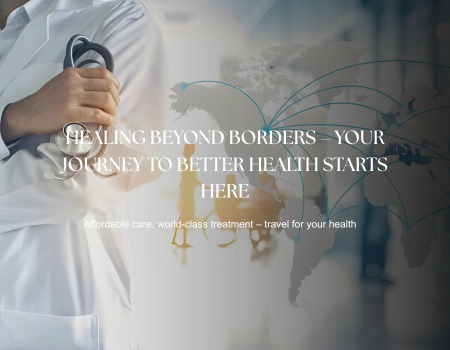 HEALING BEYOND BORDERS – YOUR
JOURNEY TO BETTER HEALTH STARTS
HERE
Affordable care, world-class treatment – travel for your health